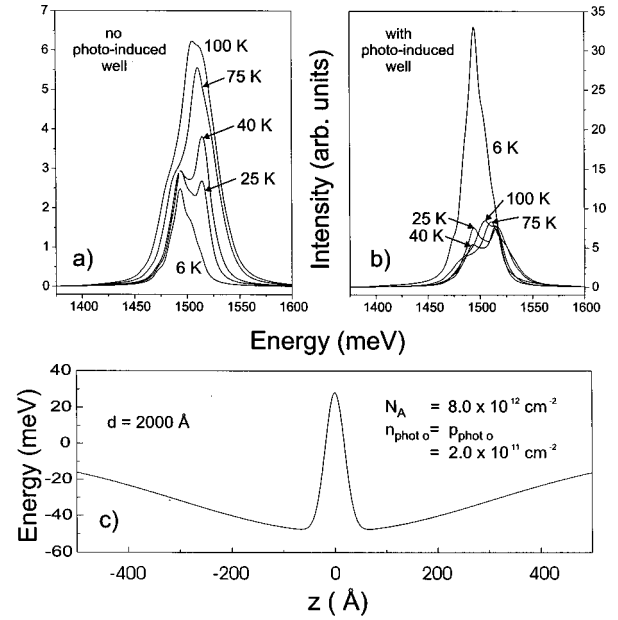 no
photo-induced
well
100 K
75 K
40 K
25 K
6 K
a)
0
1
2
3
4
5
6
7
1400
1450
1500
1550
1600
with
photo-induced
well
6 K
100 K
25 K
75 K
40 K
b)
Intensity (arb. units)
0
5
10
15
20
25
30
35
1400
1450
1500
1550
1600
Energy (meV)
d = 2000 Å
N_A = 8.0 x 10^12 cm^-2
n_photo = p_photo
= 2.0 x 10^11 cm^-2
c)
Energy (meV)
40
20
0
-20
-40
-60
-400
-200
0
200
400
z ( Å)